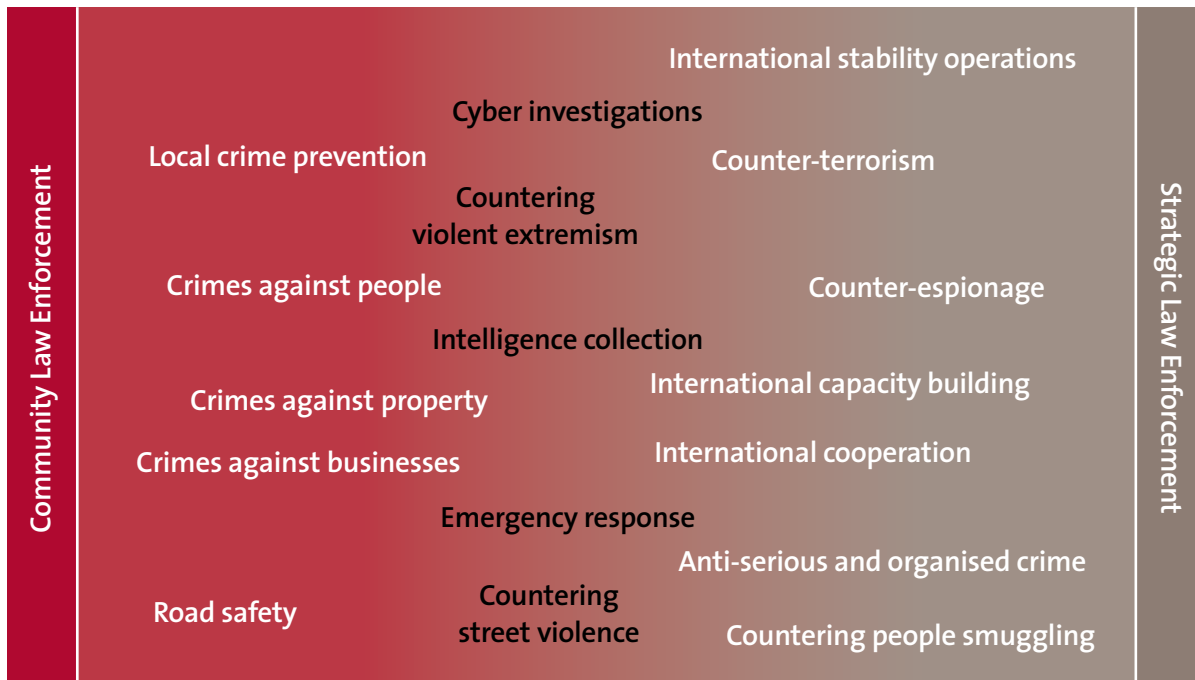 Community Law Enforcement
International stability operations
Cyber investigations
Local crime prevention
Counter-terrorism
Countering
violent extremism
Crimes against people
Counter-espionage
Intelligence collection
International capacity building
Crimes against property
International cooperation
Crimes against businesses
Emergency response
Anti-serious and organised crime
Countering
street violence
Road safety
Countering people smuggling
Strategic Law Enforcement